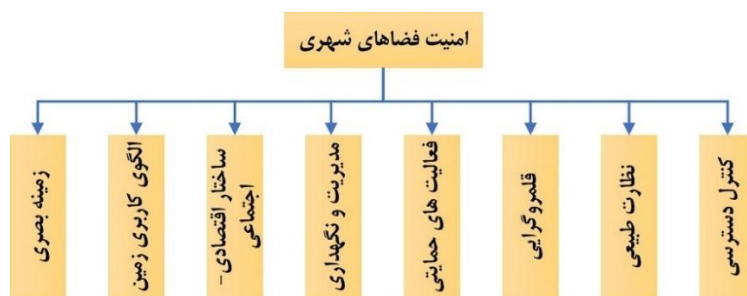 امنیت فضاهای شهری
کنترل دسترسی
نظارت طبیعی
قلمروگرایی
فعالیت های حمایتی
مدیریت و نگهداری
ساختار اقتصادی-
اجتماعی
الگوی کاربری زمین
زمینه بصری